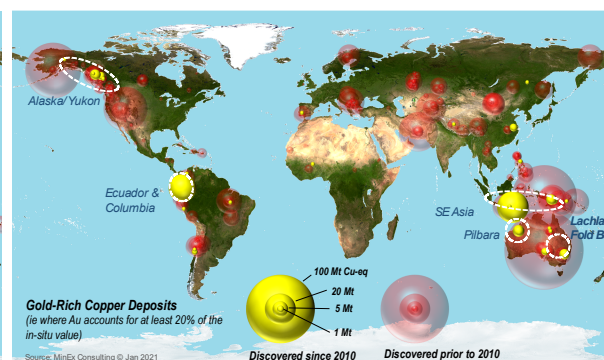 Alaska/Yukon
Ecuador &
Columbia
SE Asia
Pilbara
Lachla
Fold B
100 Mt Cu-eq
20 Mt
5 Mt
1 Mt
Gold-Rich Copper Deposits
(ie where Au accounts for at least 20% of the
in-situ value)
Source: MinEx Consulting © Jan 2021
Discovered since 2010
Discovered prior to 2010